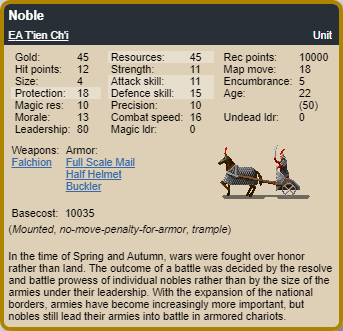 Noble
EA T'ien Ch'i Unit
Gold: 45 Resources: 45 Rec points: 10000
Hit points: 12 Strength: 11 Map move: 18
Size: 4 Attack skill: 11 Encumbrance: 5
Protection: 18 Defence skill: 15 Age: 22
Magic res: 10 Precision: 10 (50)
Morale: 13 Combat speed: 16 Undead ldr: 0
Leadership: 80 Magic ldr: 0
Weapons: Armor:
Falchion Full Scale Mail
Half Helmet
Buckler
Basecost: 10035
(Mounted, no-move-penalty-for-armor, trample)
In the time of Spring and Autumn, wars were fought over honor
rather than land. The outcome of a battle was decided by the resolve
and battle prowess of individual nobles rather than by the size of the
armies under their leadership. With the expansion of the national
borders, armies have become increasingly more important, but
nobles still lead their armies into battle in armored chariots.